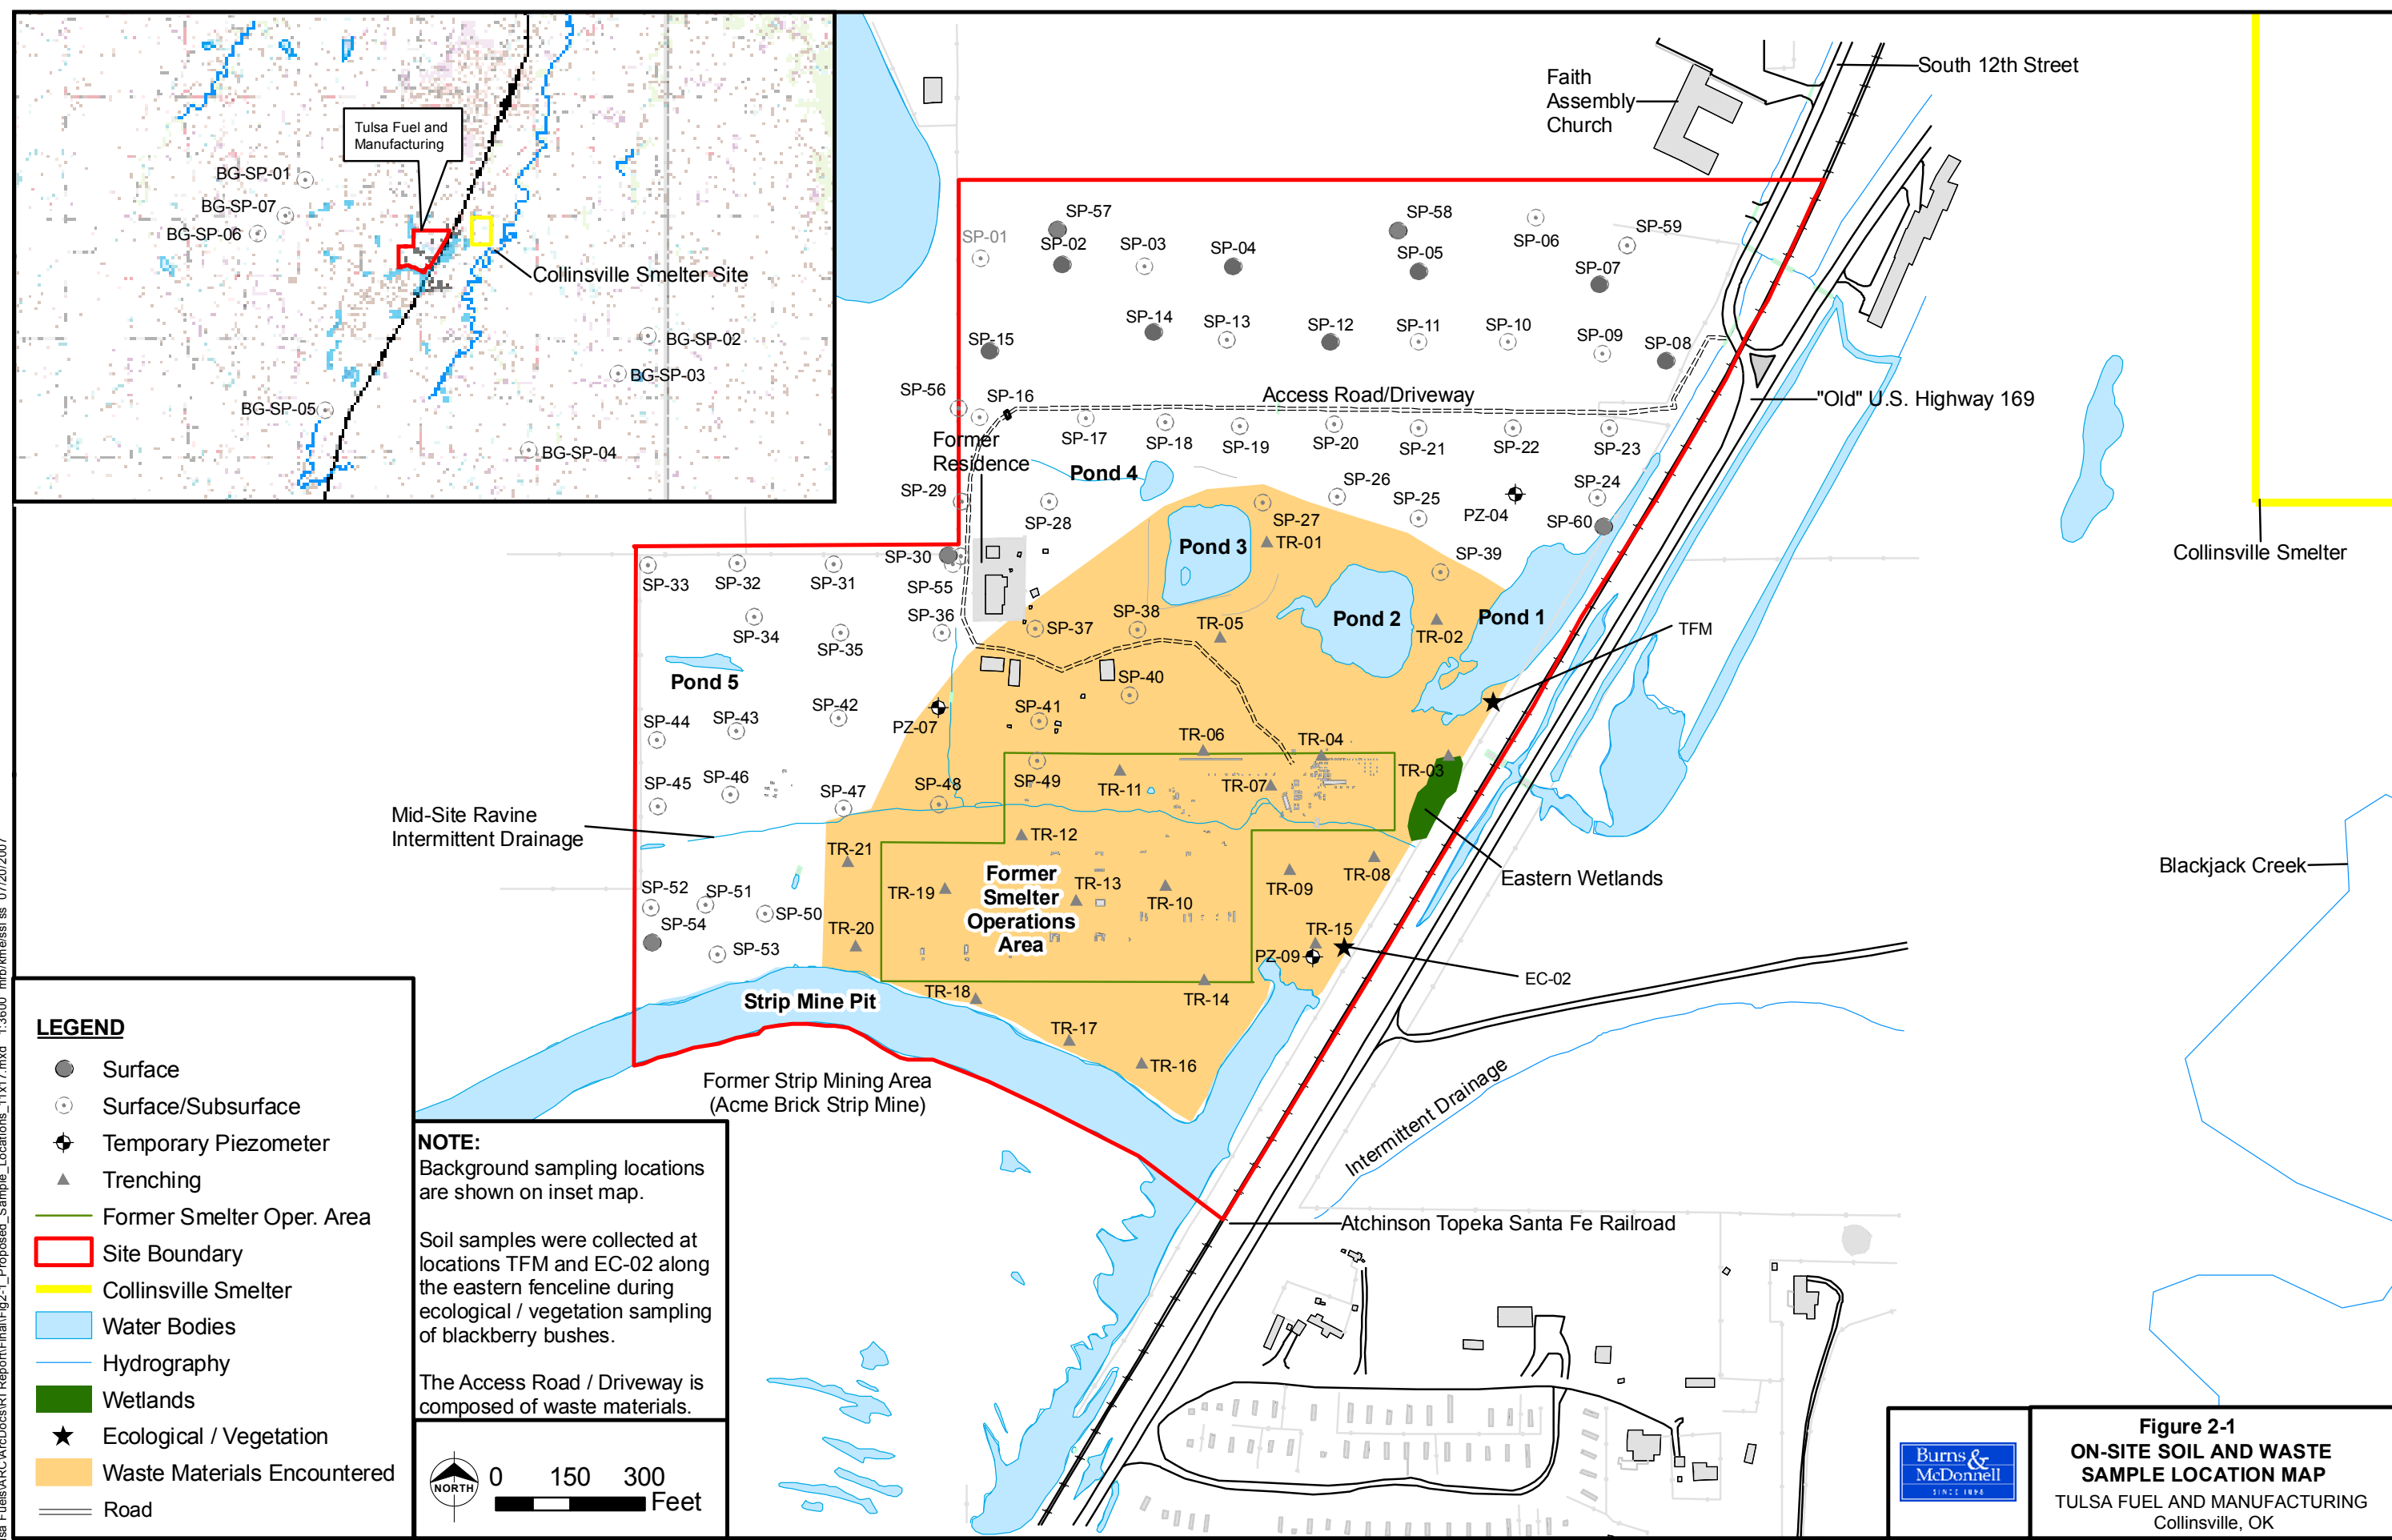 Tulsa Fuel and
Manufacturing
BG-SP-01
BG-SP-07
BG-SP-06
Collinsville Smelter Site
BG-SP-02
BG-SP-03
BG-SP-05
BG-SP-04
Faith
Assembly
Church
South 12th Street
SP-57
SP-58
SP-59
SP-01
SP-02
SP-03
SP-04
SP-05
SP-06
SP-07
SP-14
SP-13
SP-12
SP-11
SP-10
SP-09
SP-08
SP-15
SP-56
SP-16
Access Road/Driveway
"Old" U.S. Highway 169
SP-17
SP-18
SP-19
SP-20
SP-21
SP-22
SP-23
Former
Residence
Pond 4
SP-29
SP-28
SP-26
SP-25
SP-24
PZ-04
SP-60
SP-27
TR-01
Pond 3
SP-39
Collinsville Smelter
SP-30
SP-33
SP-32
SP-31
SP-55
SP-36
SP-34
SP-35
SP-37
SP-38
TR-05
Pond 2
TR-02
Pond 1
TFM
Pond 5
SP-40
SP-44
SP-43
SP-42
PZ-07
SP-41
TR-06
TR-04
TR-03
SP-45
SP-46
SP-47
SP-48
SP-49
TR-11
TR-07
Mid-Site Ravine
Intermittent Drainage
TR-12
TR-21
TR-19
Former
Smelter
Operations
Area
TR-13
TR-10
TR-09
TR-08
Eastern Wetlands
Blackjack Creek
SP-52
SP-51
SP-50
SP-54
SP-53
TR-20
TR-15
PZ-09
EC-02
Strip Mine Pit
TR-18
TR-14
TR-17
TR-16
Former Strip Mining Area
(Acme Brick Strip Mine)
Intermittent Drainage
Atchinson Topeka Santa Fe Railroad
LEGEND
Surface
Surface/Subsurface
Temporary Piezometer
Trenching
Former Smelter Oper. Area
Site Boundary
Collinsville Smelter
Water Bodies
Hydrography
Wetlands
Ecological / Vegetation
Waste Materials Encountered
Road
NOTE:
Background sampling locations
are shown on inset map.
Soil samples were collected at
locations TFM and EC-02 along
the eastern fenceline during
ecological / vegetation sampling
of blackberry bushes.
The Access Road / Driveway is
composed of waste materials.
NORTH
0 150 300
Feet
Burns &
McDonnell
SINCE 1898
Figure 2-1
ON-SITE SOIL AND WASTE
SAMPLE LOCATION MAP
TULSA FUEL AND MANUFACTURING
Collinsville, OK